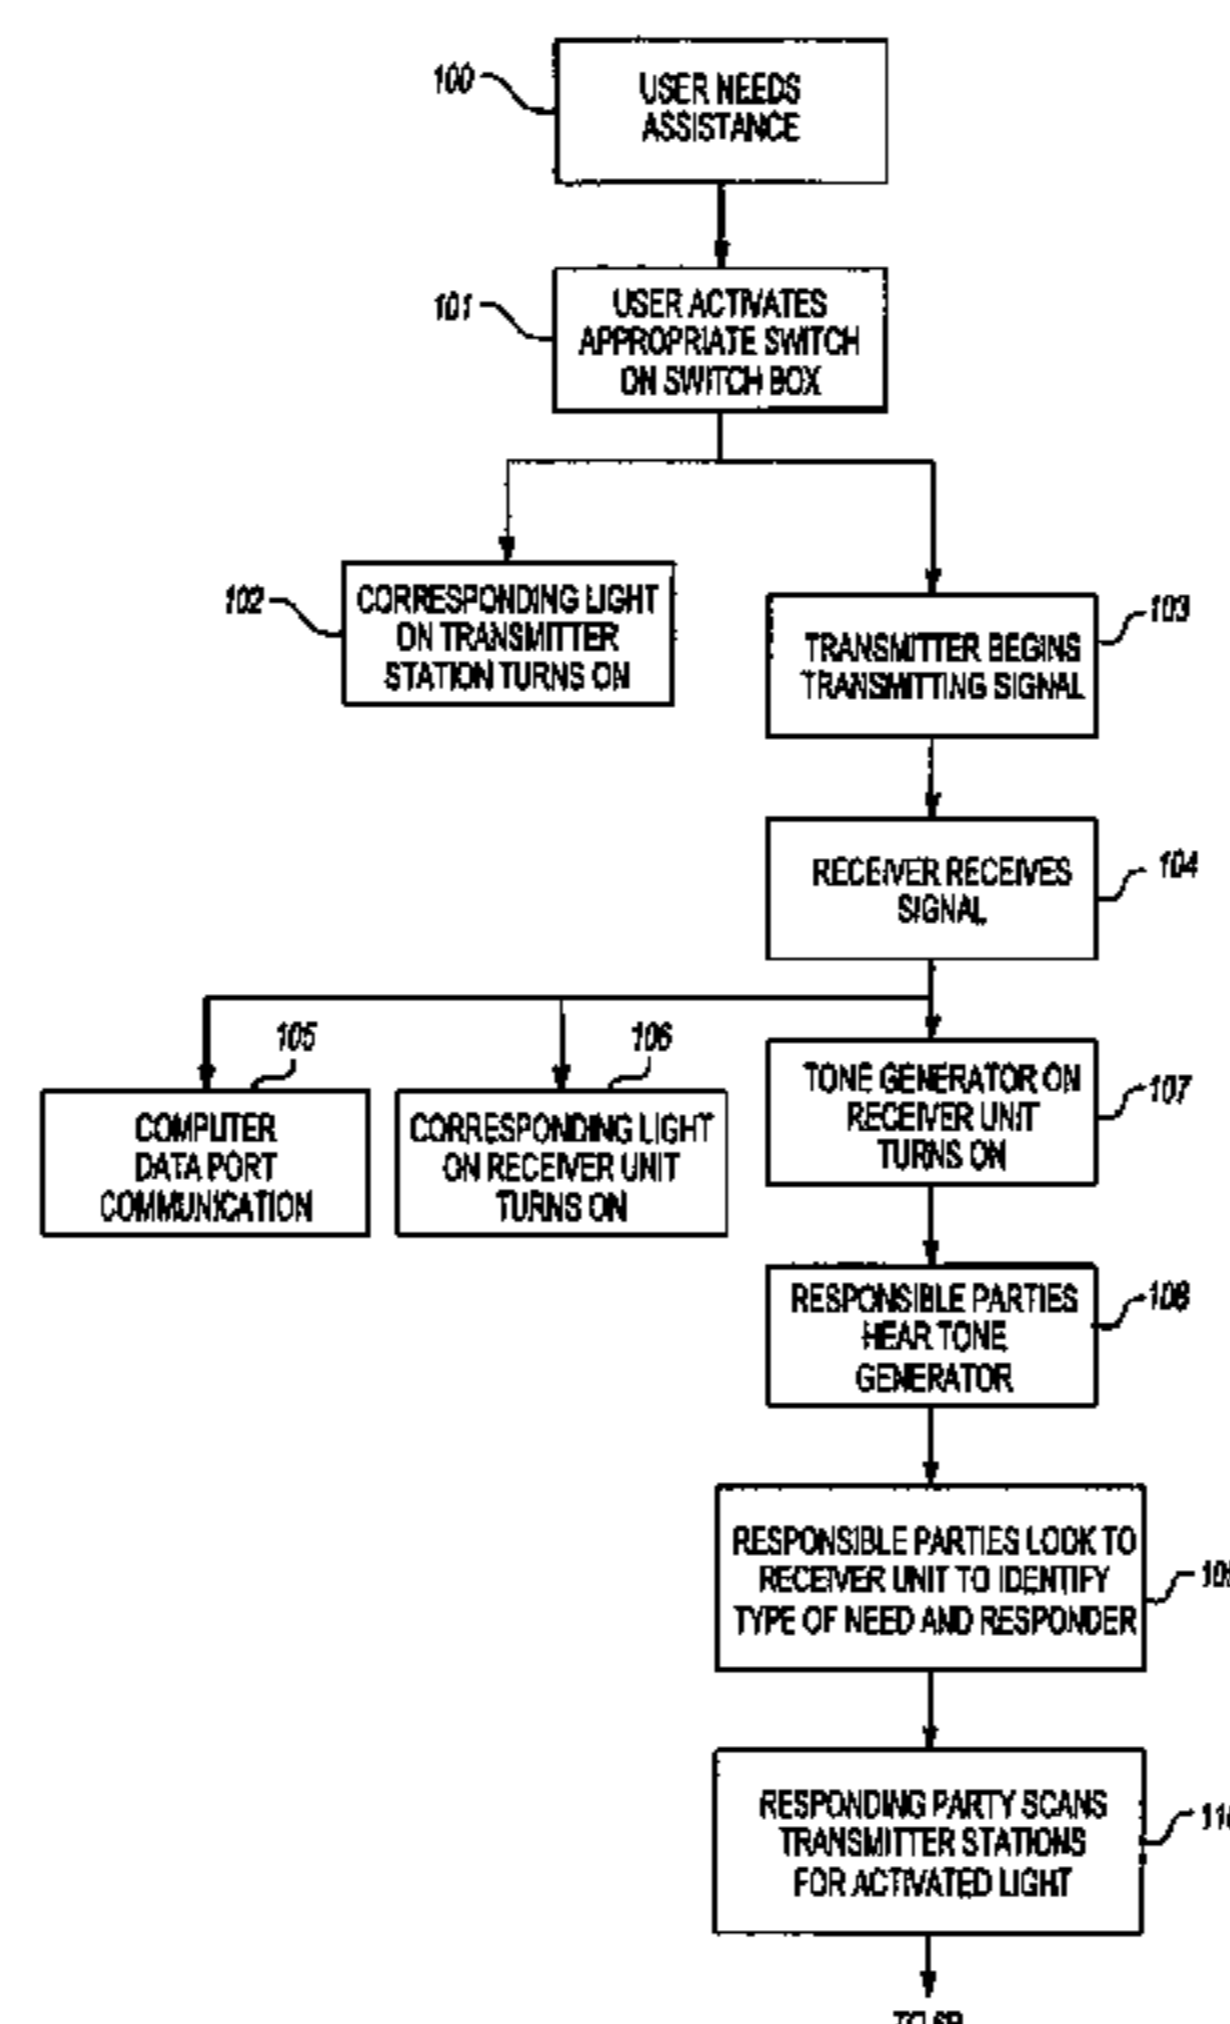 100
USER NEEDS
ASSISTANCE
101
USER ACTIVATES
APPROPRIATE SWITCH
ON SWITCH BOX
102
CORRESPONDING LIGHT
ON TRANSMITTER
STATION TURNS ON
103
TRANSMITTER BEGINS
TRANSMITTING SIGNAL
104
RECEIVER RECEIVES
SIGNAL
105
COMPUTER
DATA PORT
COMMUNICATION
106
CORRESPONDING LIGHT
ON RECEIVER UNIT
TURNS ON
107
TONE GENERATOR ON
RECEIVER UNIT
TURNS ON
108
RESPONSIBLE PARTIES
HEAR TONE
GENERATOR
RESPONSIBLE PARTIES LOOK TO
RECEIVER UNIT TO IDENTIFY
TYPE OF NEED AND RESPONDER
RESPONDING PARTY SCANS
TRANSMITTER STATIONS
FOR ACTIVATED LIGHT